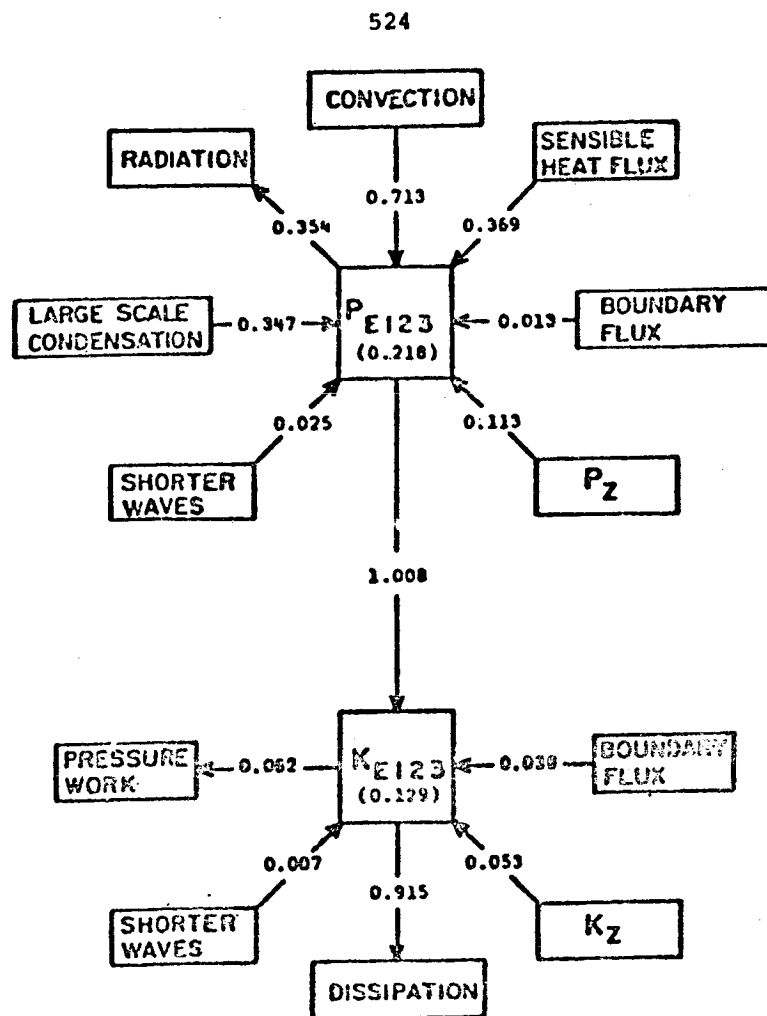 524
CONVECTION
RADIATION
SENSIBLE
HEAT FLUX
0.713
0.354
0.369
LARGE SCALE
CONDENSATION
0.347
P E123
(0.218)
0.013
BOUNDARY
FLUX
0.025
0.113
SHORTER
WAVES
P Z
1.008
PRESSURE
WORK
0.062
K E123
(0.129)
0.038
BOUNDARY
FLUX
0.007
0.053
0.915
SHORTER
WAVES
K Z
DISSIPATION